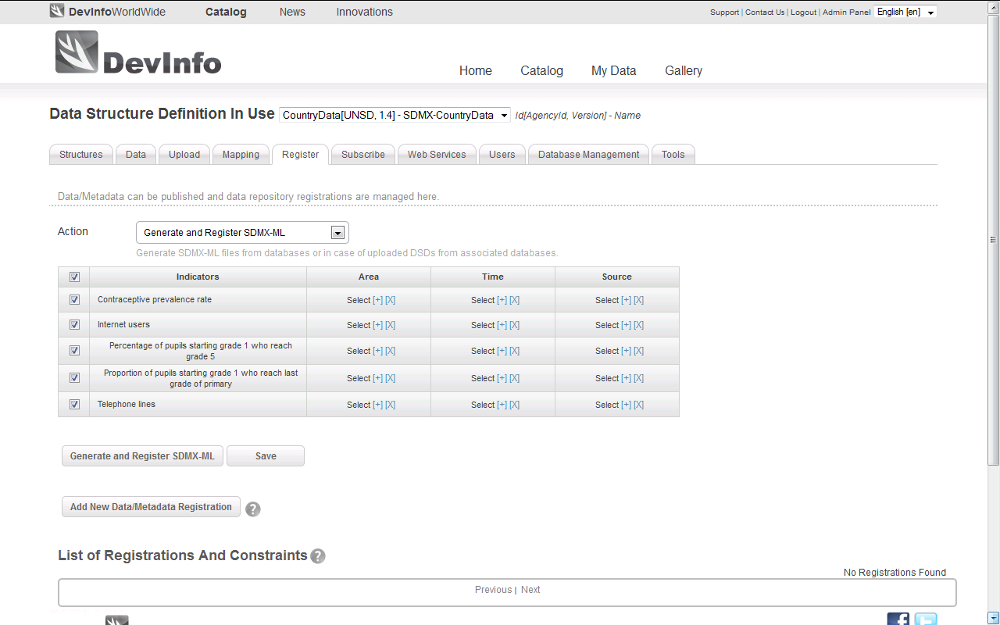 DevInfoWorldWide Catalog News Innovations Support | Contact Us | Logout | Admin Panel English [en]
DevInfo
Home Catalog My Data Gallery
Data Structure Definition In Use CountryData[UNSD, 1.4] - SDMX-CountryData Id[AgencyId, Version] - Name
Structures Data Upload Mapping Register Subscribe Web Services Users Database Management Tools
Data/Metadata can be published and data repository registrations are managed here.
Action Generate and Register SDMX-ML
Generate SDMX-ML files from databases or in case of uploaded DSDs from associated databases.
Indicators Area Time Source
Contraceptive prevalence rate Select [+] [X] Select [+] [X] Select [+] [X]
Internet users Select [+] [X] Select [+] [X] Select [+] [X]
Percentage of pupils starting grade 1 who reach
grade 5 Select [+] [X] Select [+] [X] Select [+] [X]
Proportion of pupils starting grade 1 who reach last
grade of primary Select [+] [X] Select [+] [X] Select [+] [X]
Telephone lines Select [+] [X] Select [+] [X] Select [+] [X]
Generate and Register SDMX-ML Save
Add New Data/Metadata Registration ?
List of Registrations And Constraints ?
No Registrations Found
Previous | Next